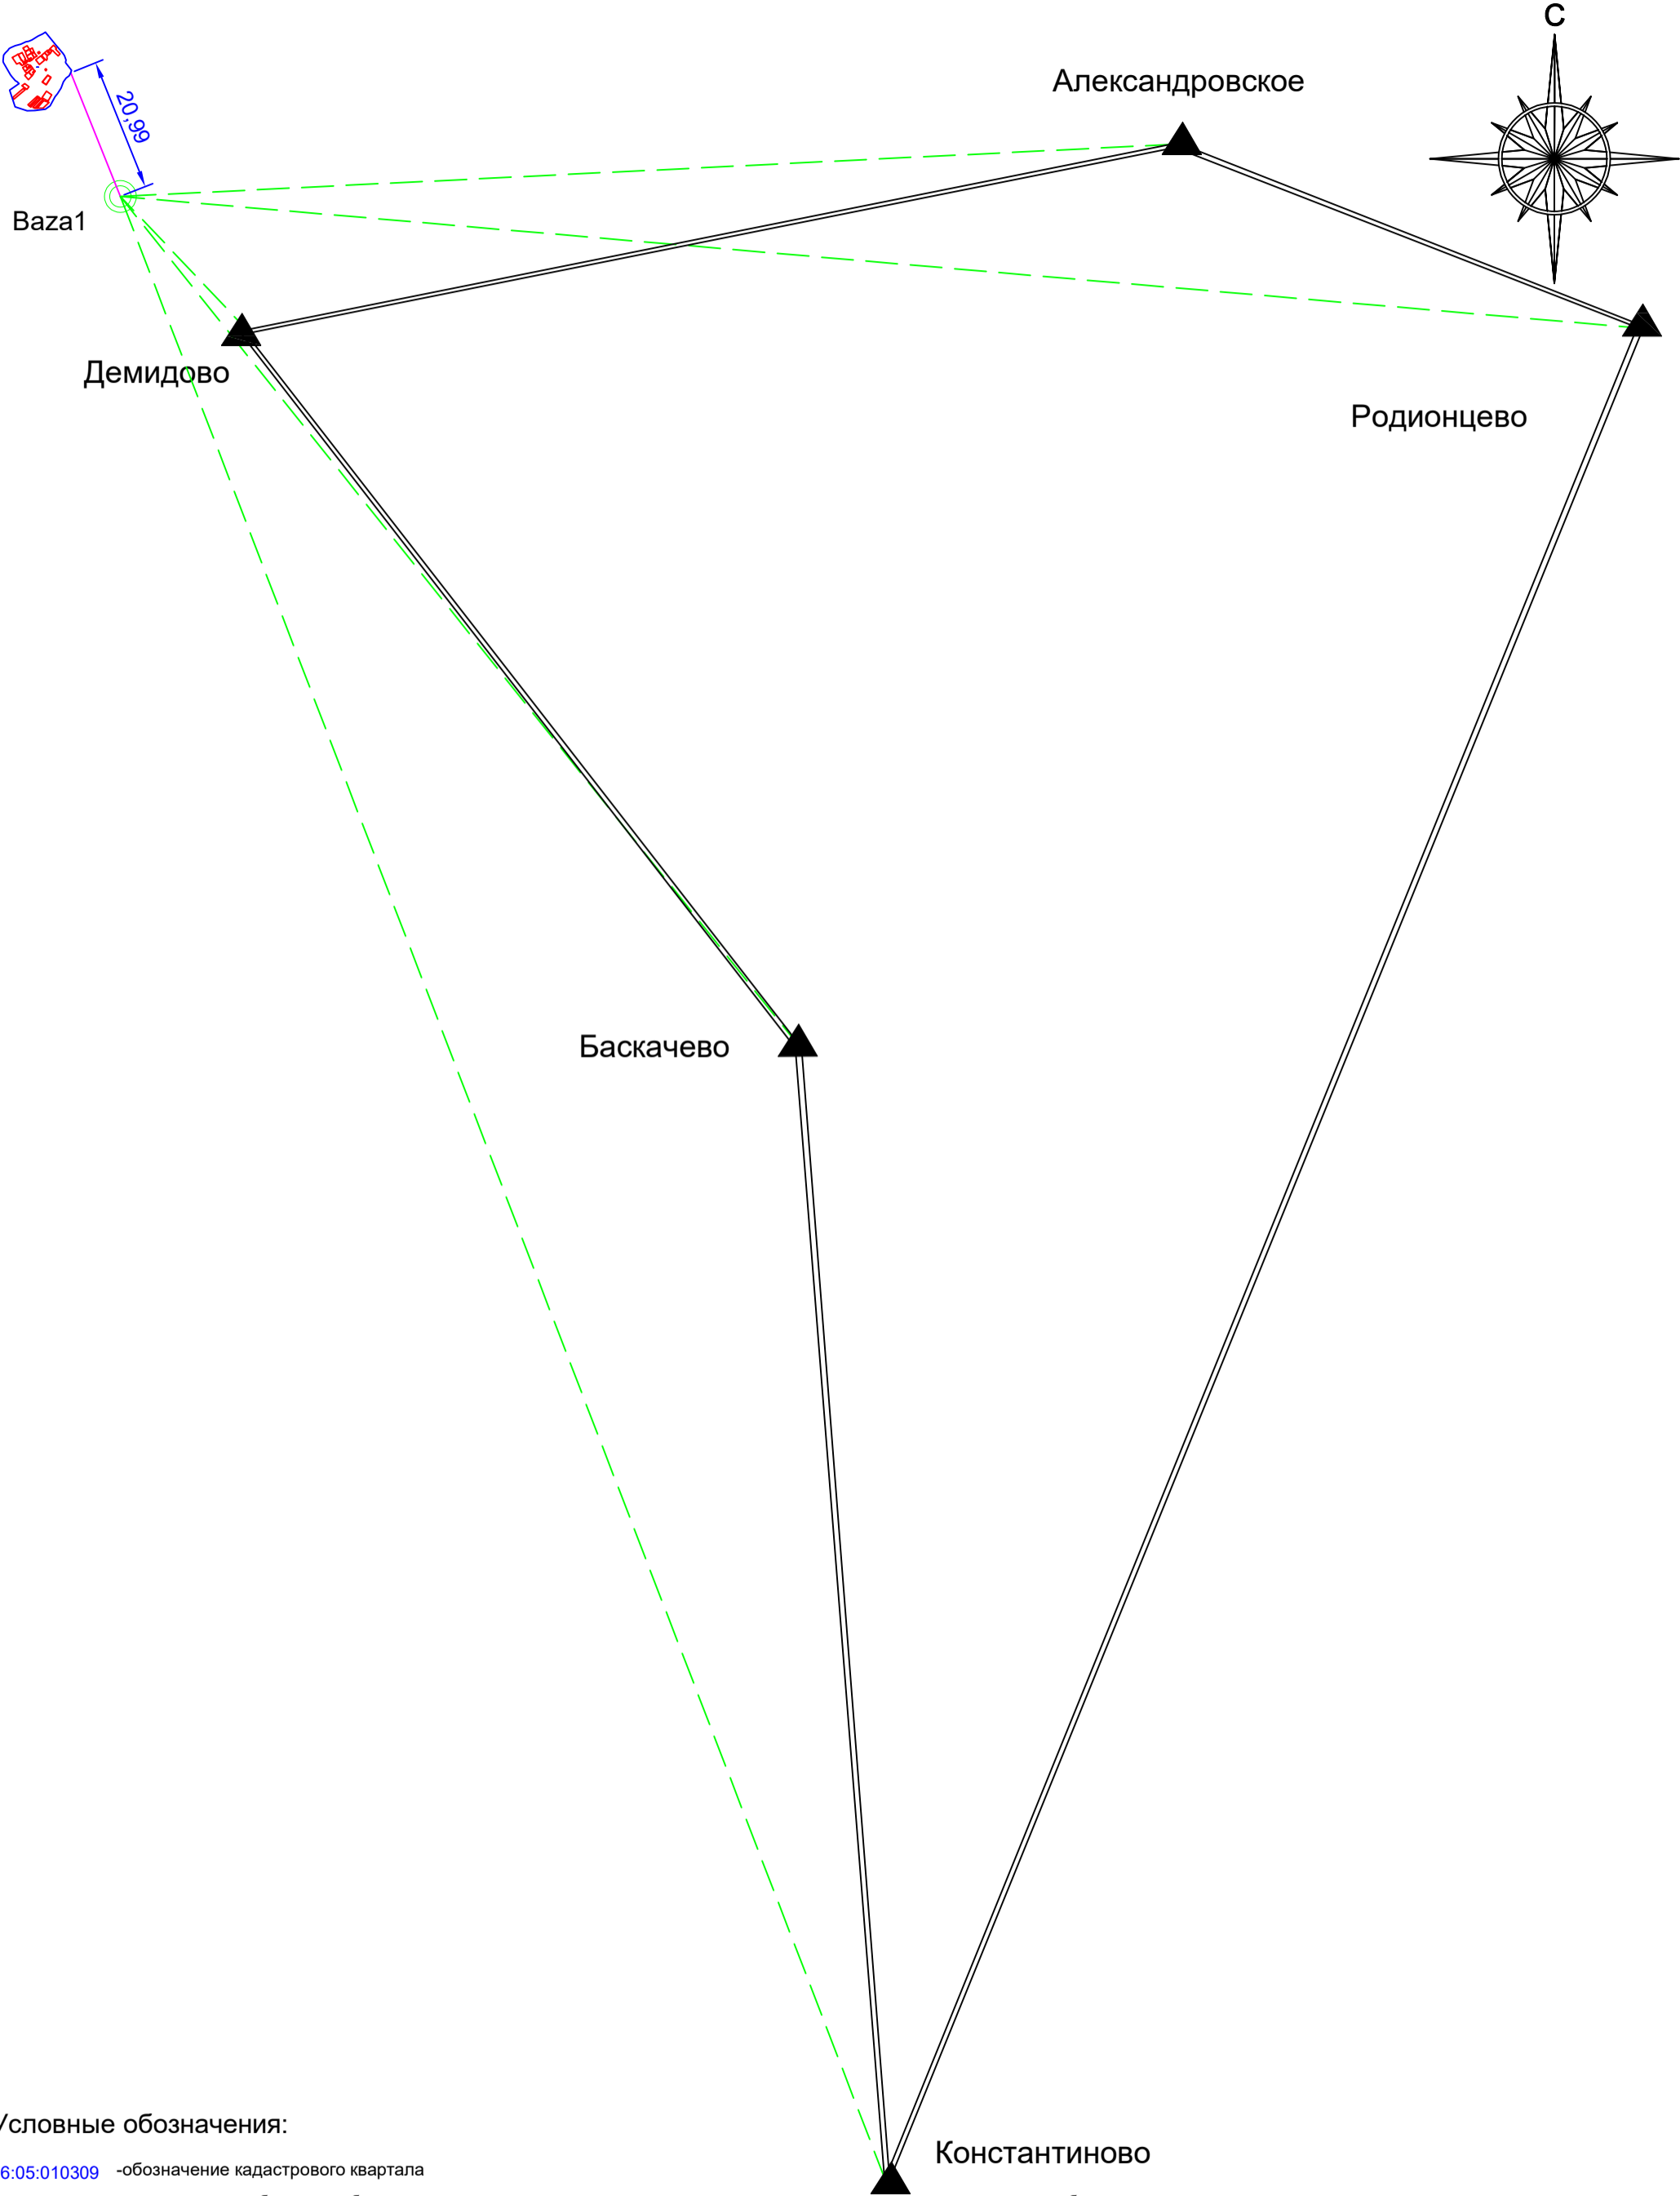 С
Александровское
20,99
Baza1
Демидово
Родионцево
Баскачево
Условные обозначения:
Константиново
6:05:010309 -обозначение кадастрового квартала